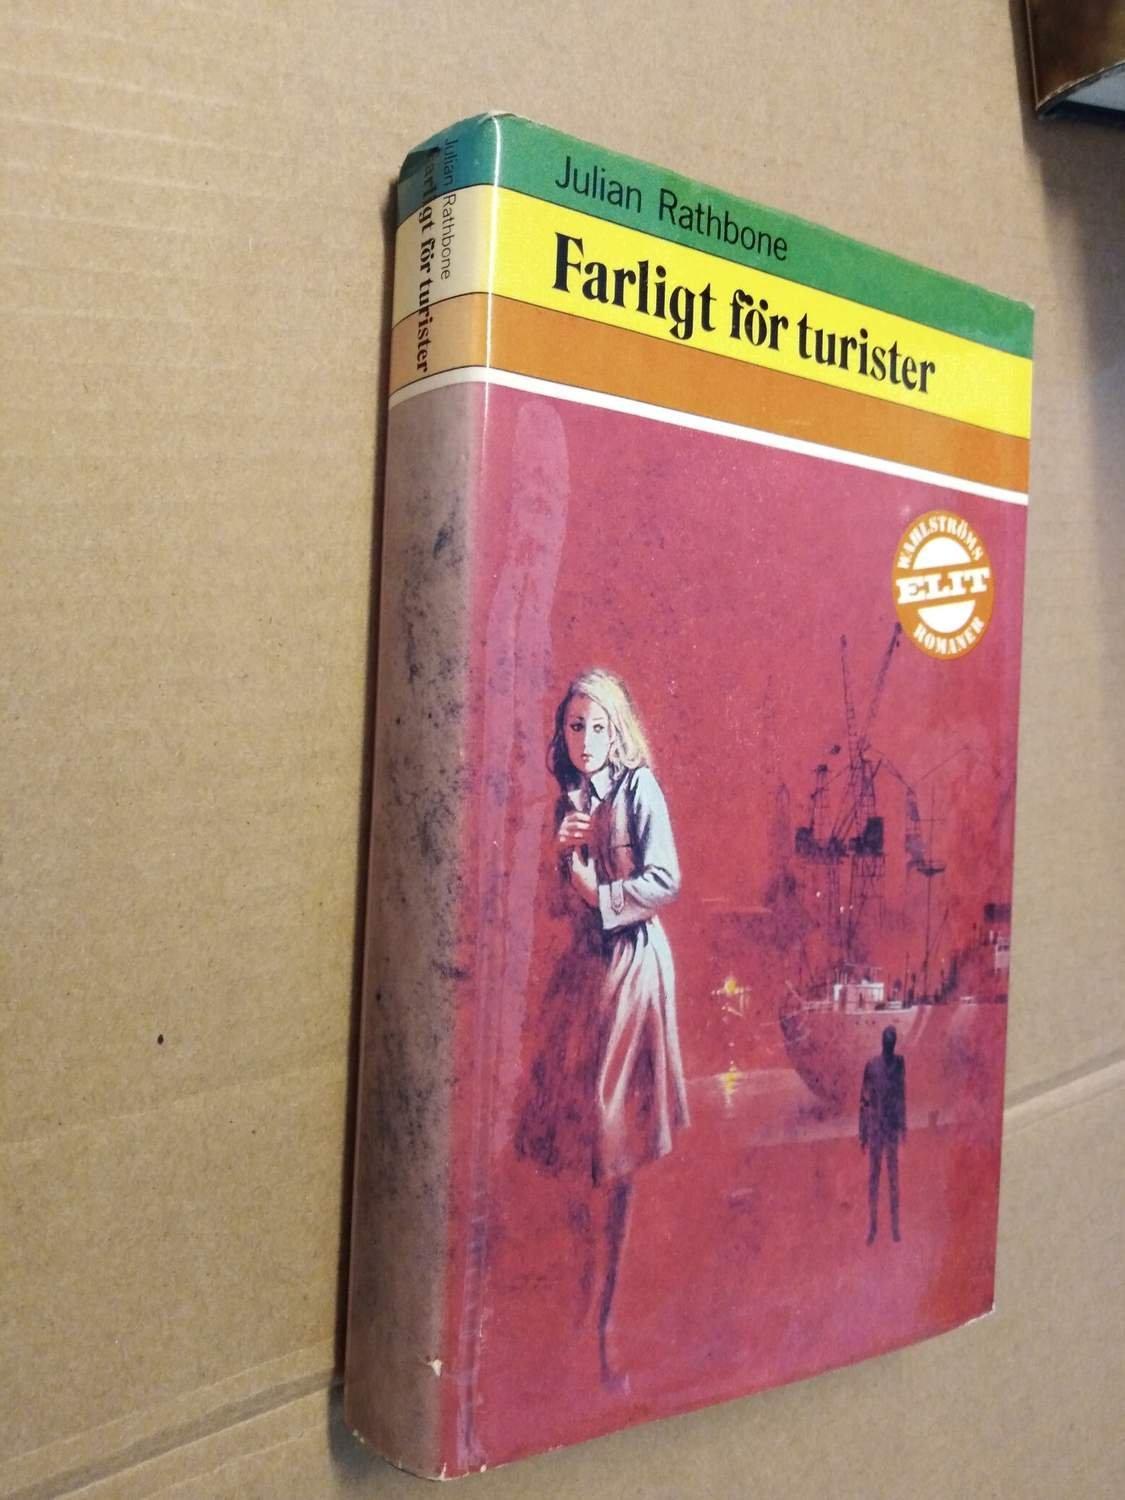 Julian Rathbone
Farligt för turister
Julian Rathbone
Farligt för turister
WAHLSTRÖMS
ELIT
ROMANER